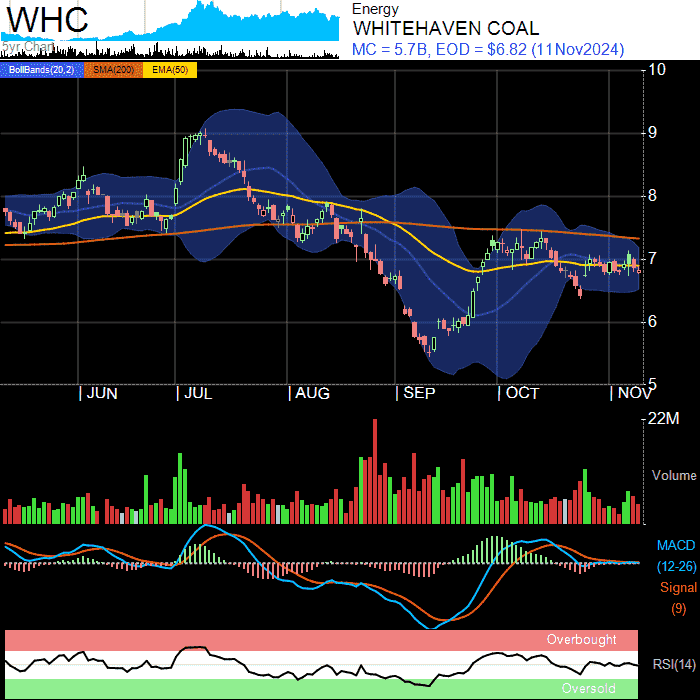 WHC
5yr Chart
Energy
WHITEHAVEN COAL
MC = 5.7B, EOD = $6.82 (11Nov2024)
BollBands(20,2) SMA(200) EMA(50)
10
9
8
7
6
5
| JUN | JUL | AUG | SEP | OCT | NOV
22M
Volume
MACD
(12-26)
Signal
(9)
Overbought
RSI(14)
Oversold